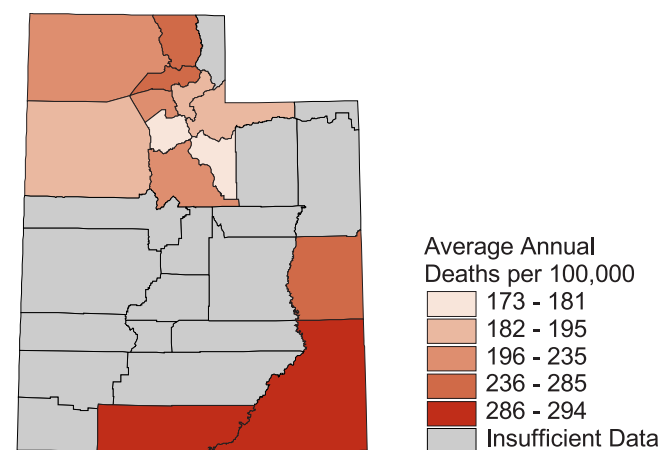 Average Annual
Deaths per 100,000
173 - 181
182 - 195
196 - 235
236 - 285
286 - 294
Insufficient Data